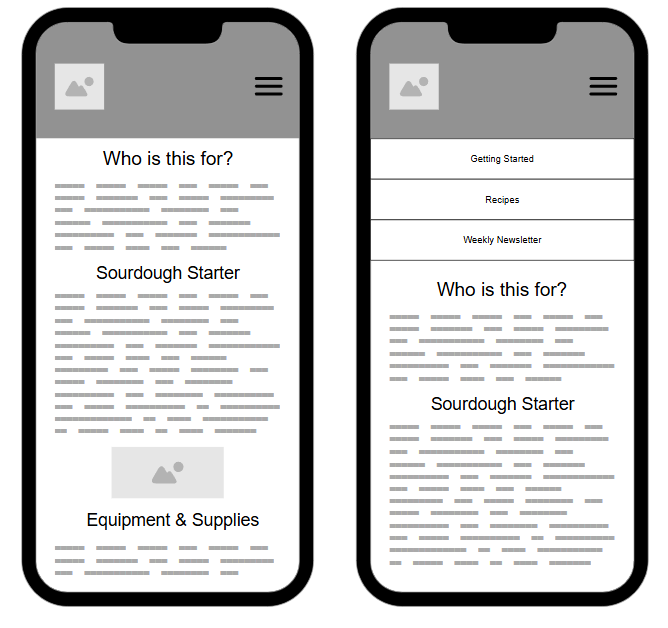 Who is this for?
Sourdough Starter
Equipment & Supplies
Getting Started
Recipes
Weekly Newsletter
Who is this for?
Sourdough Starter